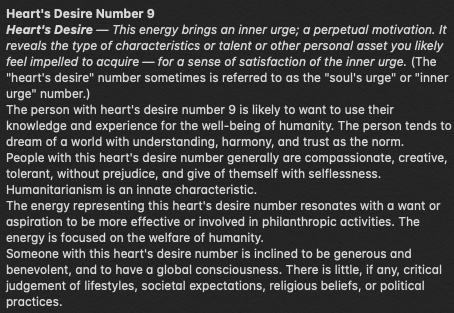 Heart's Desire Number 9
Heart's Desire — This energy brings an inner urge; a perpetual motivation. It
reveals the type of characteristics or talent or other personal asset you likely
feel impelled to acquire — for a sense of satisfaction of the inner urge. (The
"heart's desire" number sometimes is referred to as the "soul's urge" or "inner
urge" number.)
The person with heart's desire number 9 is likely to want to use their
knowledge and experience for the well-being of humanity. The person tends to
dream of a world with understanding, harmony, and trust as the norm.
People with this heart's desire number generally are compassionate, creative,
tolerant, without prejudice, and give of themself with selflessness.
Humanitarianism is an innate characteristic.
The energy representing this heart's desire number resonates with a want or
aspiration to be more effective or involved in philanthropic activities. The
energy is focused on the welfare of humanity.
Someone with this heart's desire number is inclined to be generous and
benevolent, and to have a global consciousness. There is little, if any, critical
judgement of lifestyles, societal expectations, religious beliefs, or political
practices.